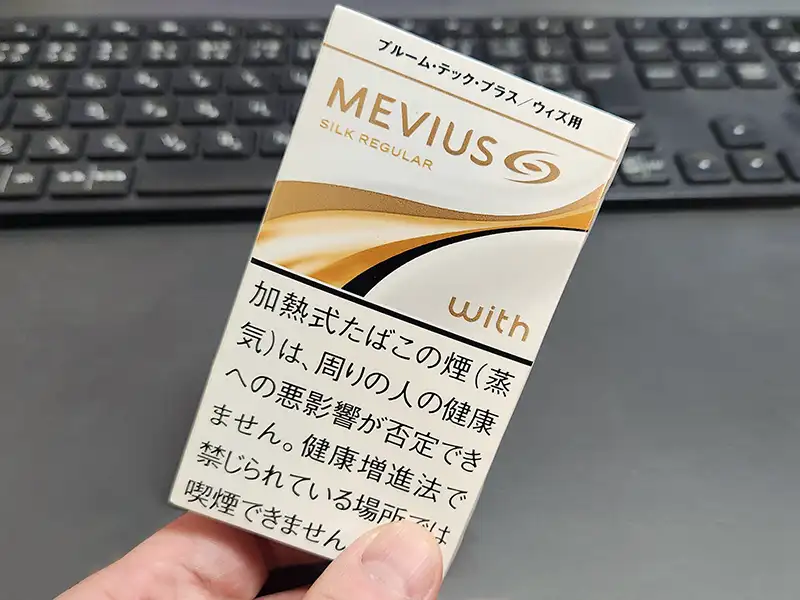 プルーム・テック・プラス/ウィズ用
MEVIUS
SILK REGULAR
with
加熱式たばこの煙(蒸
気)は、周りの人の健康
への悪影響が否定でき
ません。健康増進法で
禁じられている場所では
喫煙できません。